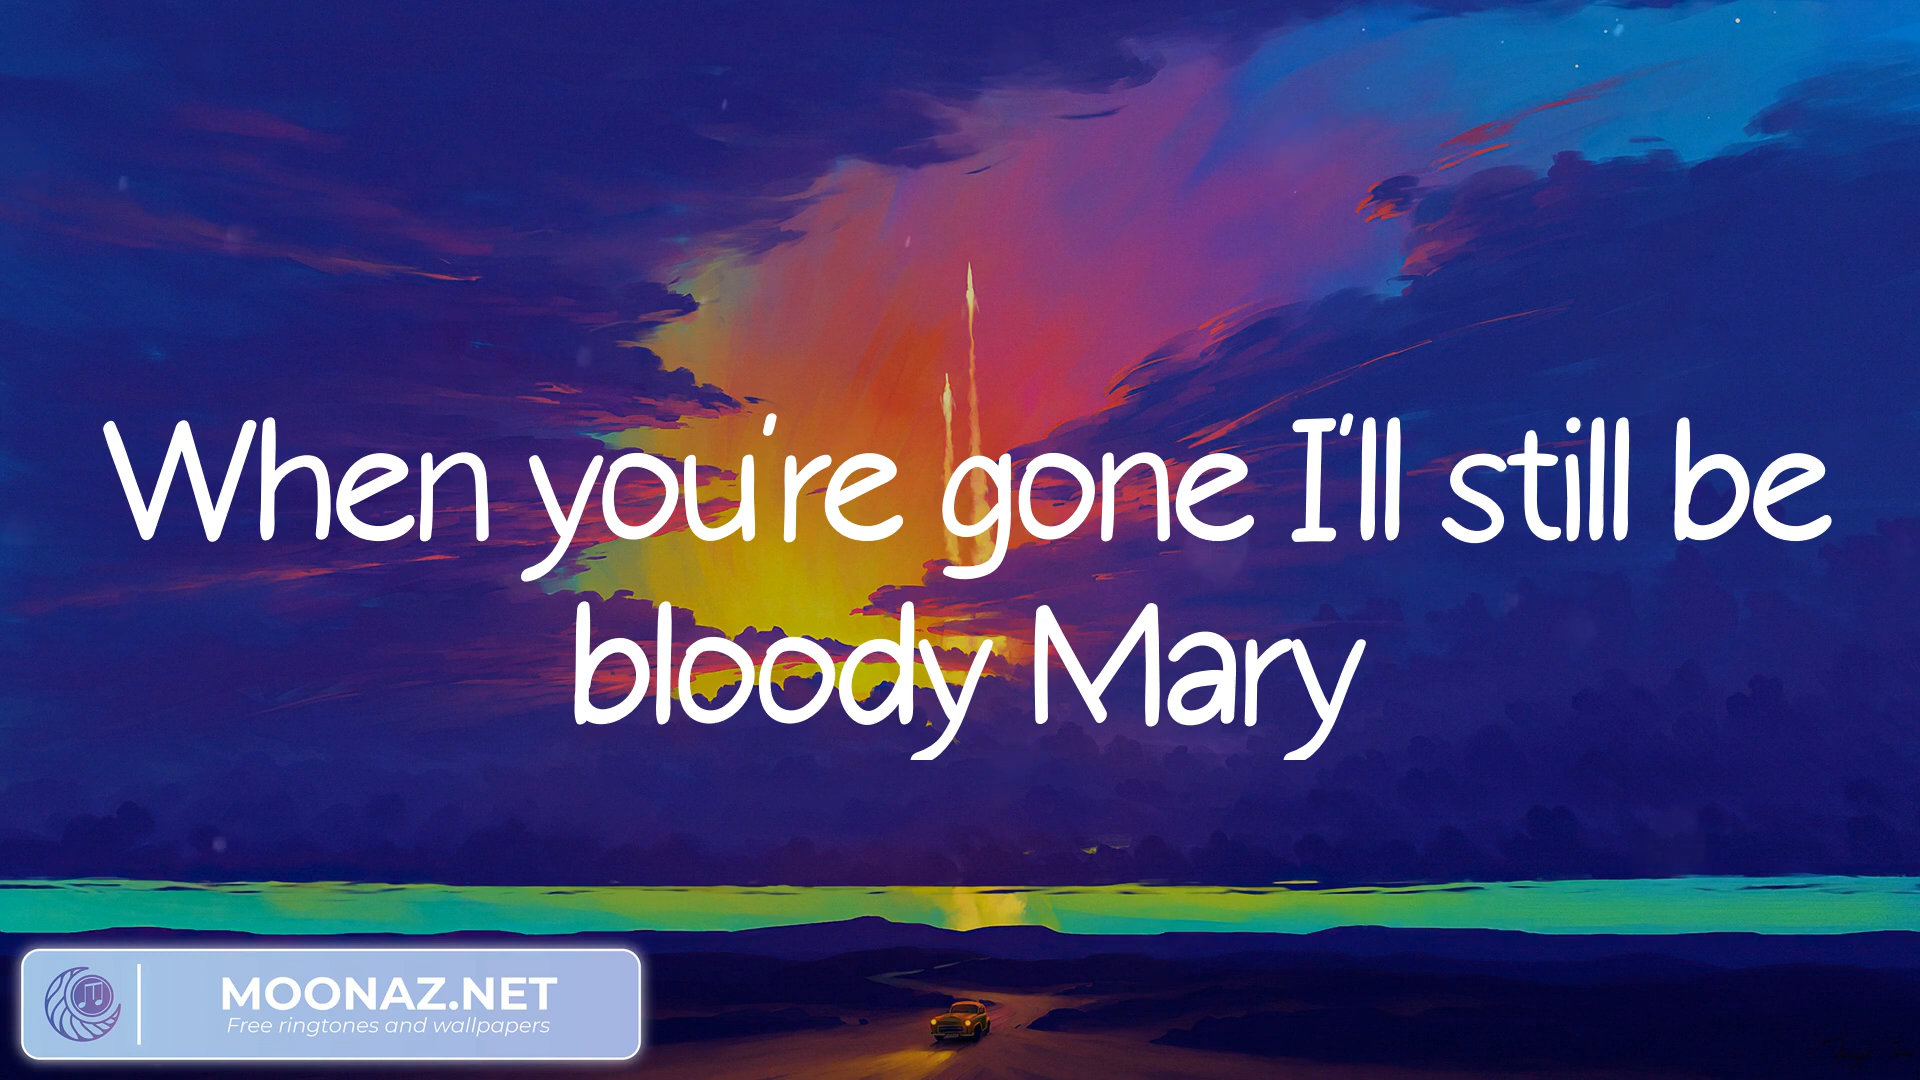 When you're gone I'll still be
bloody Mary
MOONAZ.NET
Free ringtones and wallpapers